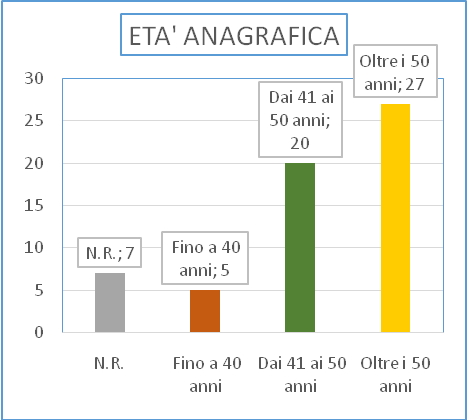 ETA' ANAGRAFICA
30
25
20
15
10
5
0
N.R.; 7
Fino a 40
anni; 5
Dai 41 ai
50 anni;
20
Oltre i 50
anni; 27
N.R.
Fino a 40
anni
Dai 41 ai 50
anni
Oltre i 50
anni